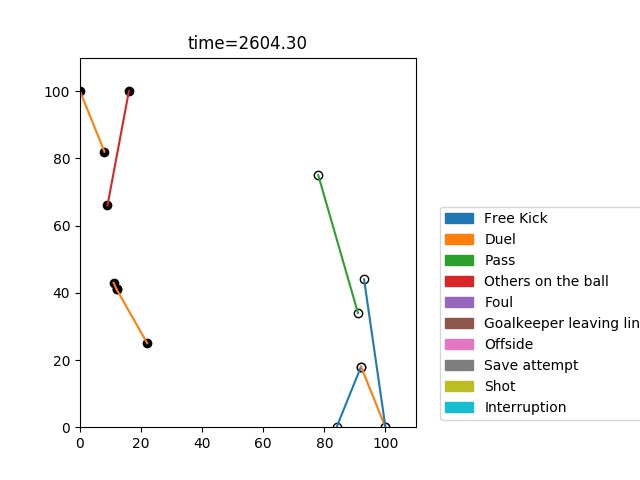 time=2604.30
100
80
60
40
20
0
0 20 40 60 80 100
Free Kick
Duel
Pass
Others on the ball
Foul
Goalkeeper leaving lin
Offside
Save attempt
Shot
Interruption